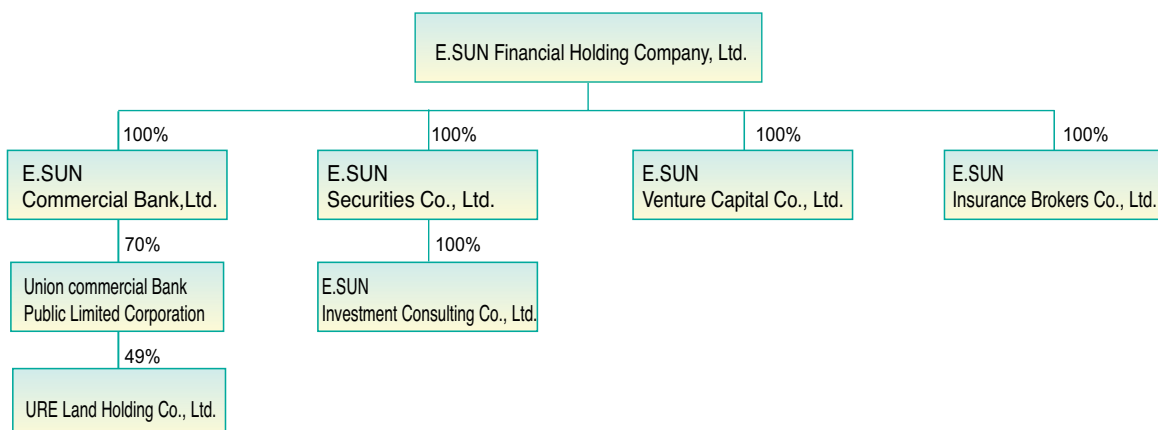 E.SUN Financial Holding Company, Ltd.
100%
100%
100%
100%
E.SUN
Commercial Bank,Ltd.
E.SUN
Securities Co., Ltd.
E.SUN
Venture Capital Co., Ltd.
E.SUN
Insurance Brokers Co., Ltd.
70%
100%
Union commercial Bank
Public Limited Corporation
E.SUN
Investment Consulting Co., Ltd.
49%
URE Land Holding Co., Ltd.